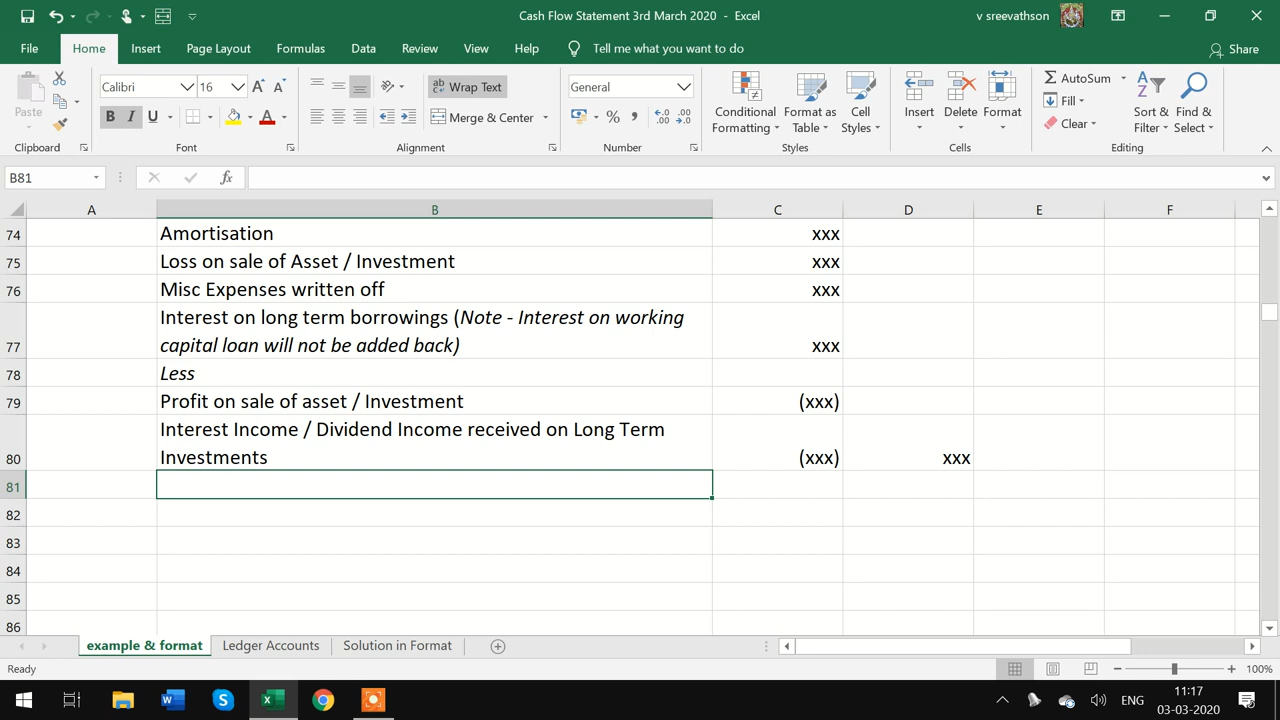 Cash Flow Statement 3rd March 2020 - Excel
v sreevathson
File Home Insert Page Layout Formulas Data Review View Help Tell me what you want to do Share
Paste
Calibri 16 A A
B I U A
ab Wrap Text
Merge & Center
General
% , .00 .0
Conditional Formatting
Format as Table
Cell Styles
Insert Delete Format
AutoSum
Fill
Clear
Sort & Filter
Find & Select
Clipboard Font Alignment Number Styles Cells Editing
B81 fx
A B C D E F
74 Amortisation xxx
75 Loss on sale of Asset / Investment xxx
76 Misc Expenses written off xxx
Interest on long term borrowings (Note - Interest on working
77 capital loan will not be added back) xxx
78 Less
79 Profit on sale of asset / Investment (xxx)
Interest Income / Dividend Income received on Long Term
80 Investments (xxx) xxx
81
82
83
84
85
86
example & format Ledger Accounts Solution in Format
Ready 100%
ENG
11:17
03-03-2020